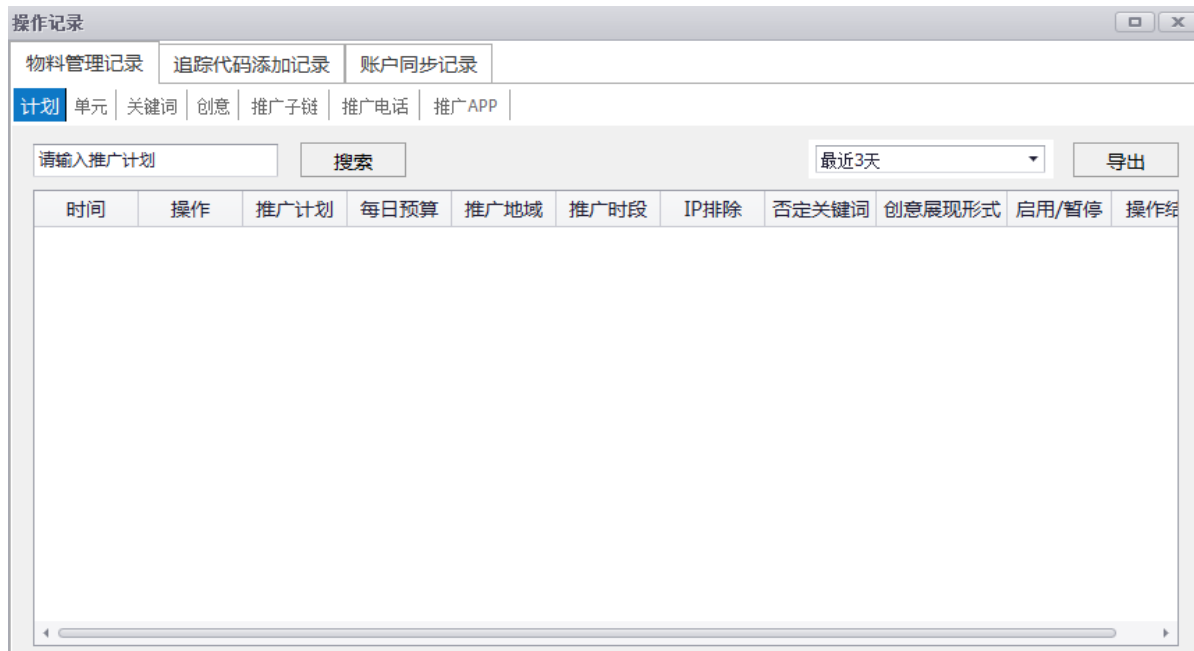 操作记录
物料管理记录 追踪代码添加记录 账户同步记录
计划 单元 关键词 创意 推广子链 推广电话 推广APP
请输入推广计划 搜索 最近3天 导出
时间 操作 推广计划 每日预算 推广地域 推广时段 IP排除 否定关键词 创意展现形式 启用/暂停 操作结